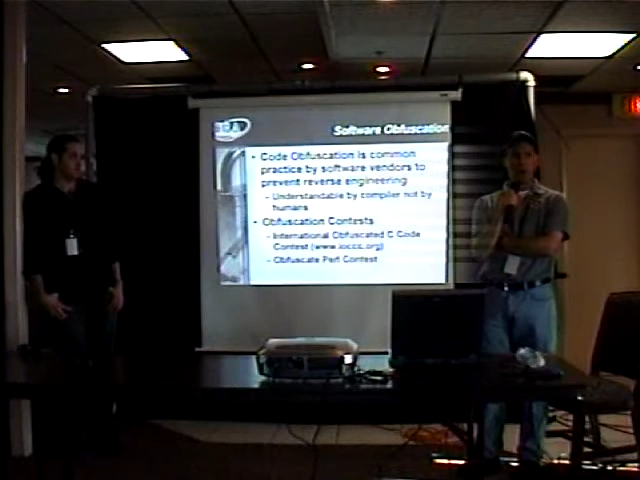 Software Obfuscation
• Code Obfuscation is common
practice by software vendors to
prevent reverse engineering
- Understandable by compiler not by
humans
• Obfuscation Contests
- International Obfuscated C Code
Contest (www.ioccc.org)
- Obfuscate Perl Contest